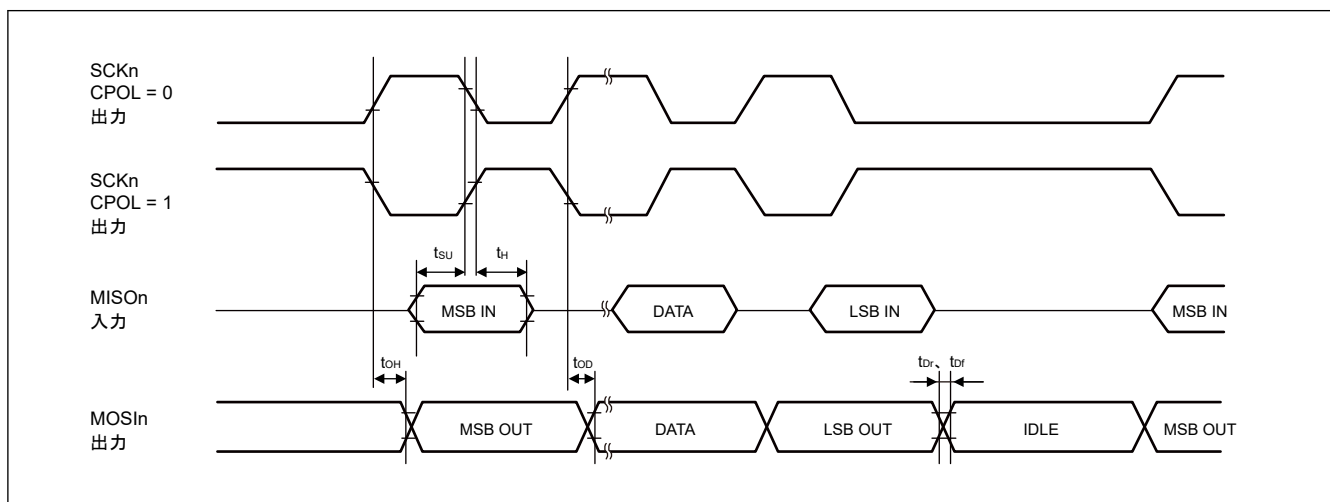 SCKn
CPOL = 0
出力
SCKn
CPOL = 1
出力
tSU
tH
MISOn
入力
MSB IN
DATA
LSB IN
MSB IN
tOH
tOD
tDr、tDf
MOSIn
出力
MSB OUT
DATA
LSB OUT
IDLE
MSB OUT